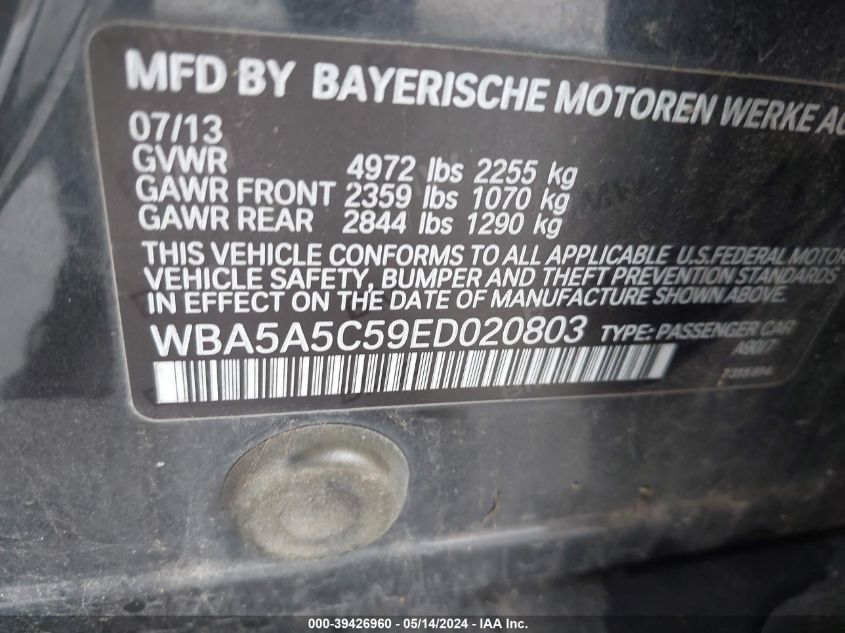 MFD BY BAYERISCHE MOTOREN WERKE AG
07/13
GVWR 4972 lbs 2255 kg
GAWR FRONT 2359 lbs 1070 kg
GAWR REAR 2844 lbs 1290 kg
THIS VEHICLE CONFORMS TO ALL APPLICABLE U.S.FEDERAL MOTOR
VEHICLE SAFETY, BUMPER AND THEFT PREVENTION STANDARDS
IN EFFECT ON THE DATE OF MANUFACTURE SHOWN ABOVE.
WBA5A5C59ED020803 TYPE: PASSENGER CAR
A90/7
000-39426960 - 05/14/2024 - IAA Inc.